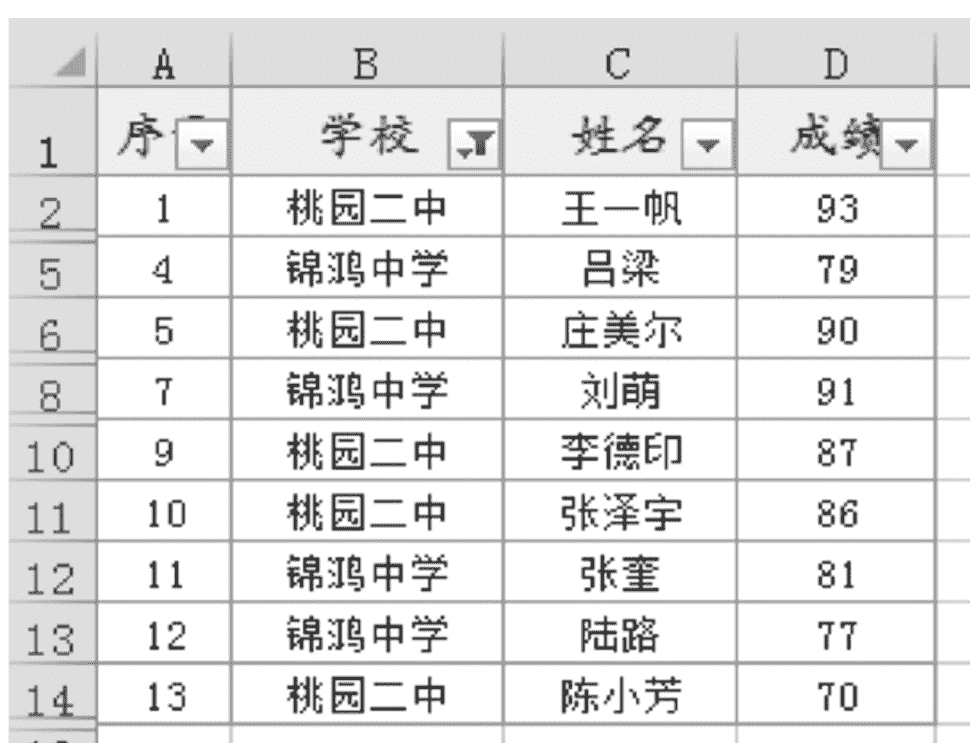 A B C D
1 序 学校 姓名 成绩
2 1 桃园二中 王一帆 93
5 4 锦鸿中学 吕梁 79
6 5 桃园二中 庄美尔 90
8 7 锦鸿中学 刘萌 91
10 9 桃园二中 李德印 87
11 10 桃园二中 张泽宇 86
12 11 锦鸿中学 张奎 81
13 12 锦鸿中学 陆路 77
14 13 桃园二中 陈小芳 70